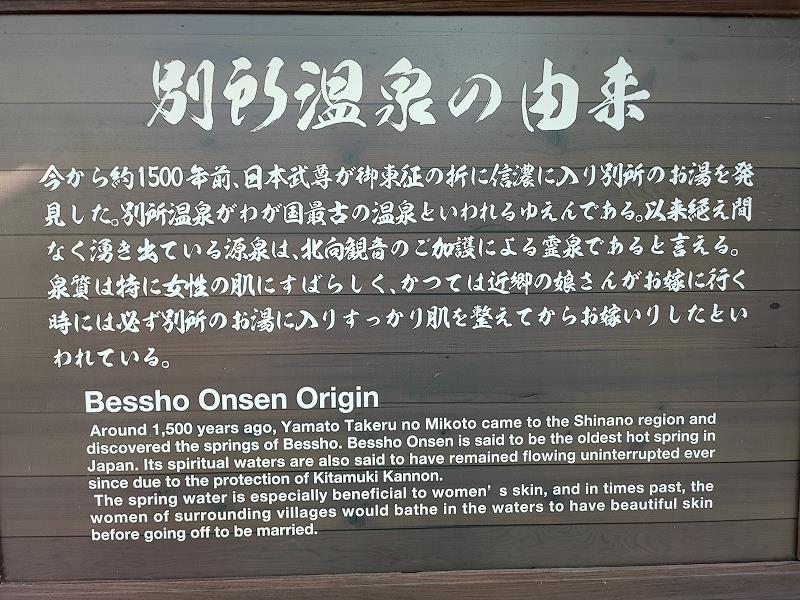 別所温泉の由来
今から約1500年前、日本武尊が御東征の折に信濃に入り別所のお湯を発
見した。別所温泉がわが国最古の温泉といわれるゆえんである。以来絶え間
なく湧き出ている源泉は、北向観音のご加護による霊泉であると言える。
泉質は特に女性の肌にすばらしく、かつては近郷の娘さんがお嫁に行く
時には必ず別所のお湯に入りすっかり肌を整えてからお嫁いりしたとい
われている。
Bessho Onsen Origin
Around 1,500 years ago, Yamato Takeru no Mikoto came to the Shinano region and
discovered the springs of Bessho. Bessho Onsen is said to be the oldest hot spring in
Japan. Its spiritual waters are also said to have remained flowing uninterrupted ever
since due to the protection of Kitamuki Kannon.
The spring water is especially beneficial to women’s skin, and in times past, the
women of surrounding villages would bathe in the waters to have beautiful skin
before going off to be married.